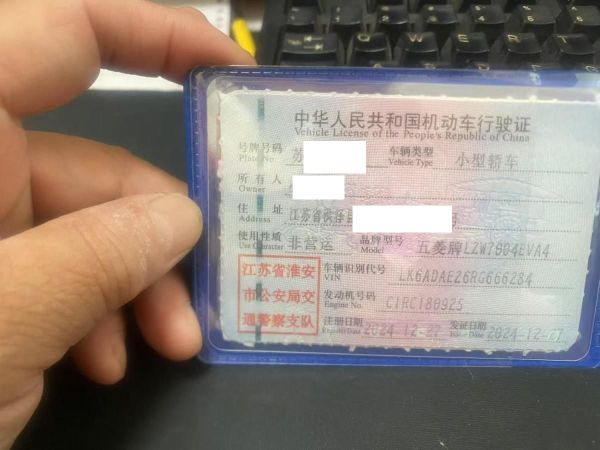 中华人民共和国机动车行驶证
Vehicle License of the People's Republic of China
号牌号码 苏 车辆类型 小型轿车
Plate No. Vehicle Type
所有人
Owner
住址 江苏省
Address
使用性质 非营运 品牌型号 五菱牌LZW7004EVA4
Use Character Model
江苏省淮安
市公安局交
通警察支队
车辆识别代号 LK6ADAE26RG666284
VIN
发动机号码 C1RC180925
Engine No.
注册日期 2024-12-27 发证日期 2024-12-27
Register Date Issue Date